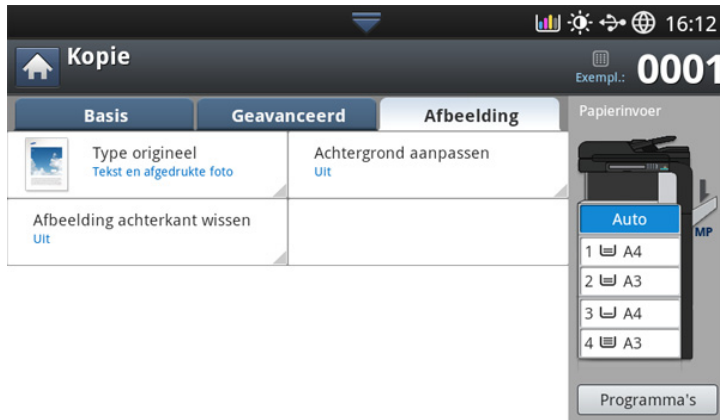 16:12
Kopie
Exempl.: 0001
Basis Geavanceerd Afbeelding
Papierinvoer
Type origineel
Tekst en afgedrukte foto
Achtergrond aanpassen
Uit
Afbeelding achterkant wissen
Uit
Auto
MP
1 A4
2 A3
3 A4
4 A3
Programma's